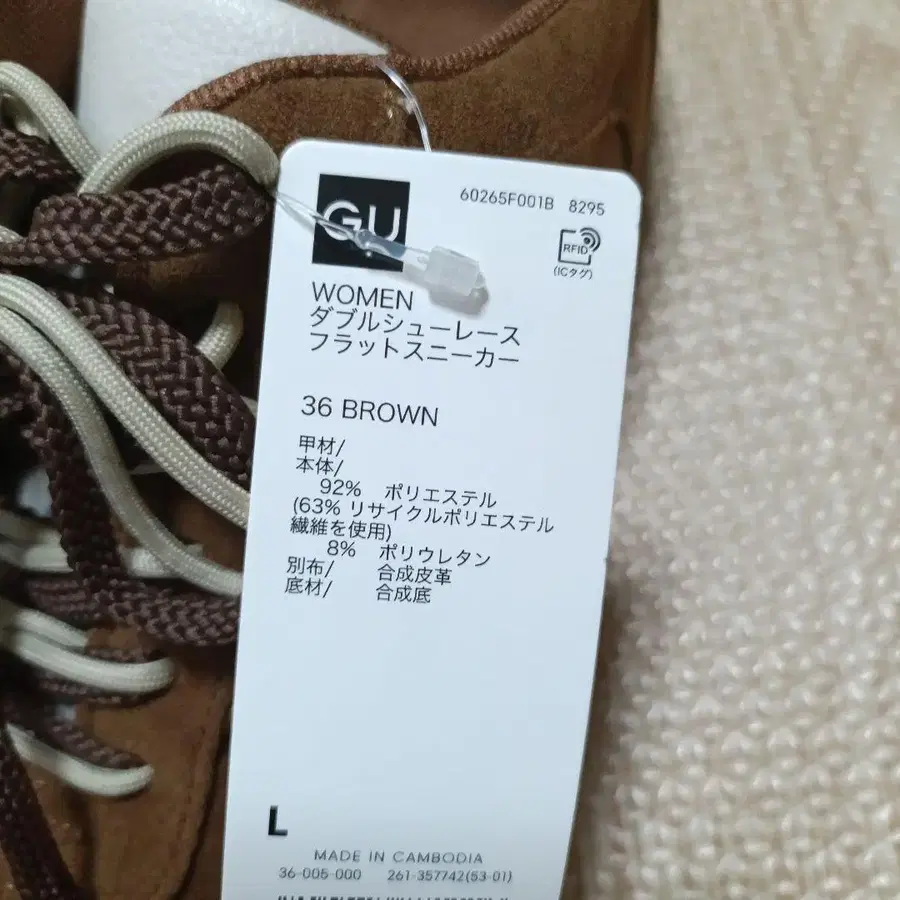 60265F001B 8295
GU
RFID
(ICタグ)
WOMEN
ダブルシューレース
フラットスニーカー
36 BROWN
甲材/
本体/
92% ポリエステル
(63% リサイクルポリエステル
繊維を使用)
8% ポリウレタン
別布/ 合成皮革
底材/ 合成底
L
MADE IN CAMBODIA
36-005-000 261-357742(53-01)